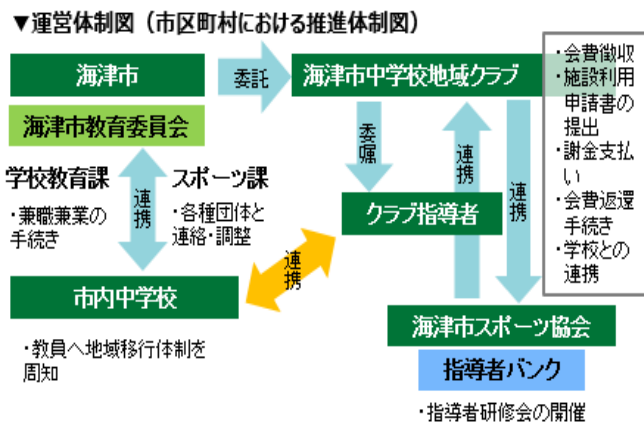 ▼運営体制図（市区町村における推進体制図）
海津市
委託
海津市中学校地域クラブ
・会費徴収
・施設利用
申請書の
提出
・謝金支払
い
・会費返還
手続き
・学校との
連携
海津市教育委員会
学校教育課
・兼職兼業の
手続き
連携
スポーツ課
・各種団体と
連絡・調整
委嘱
連携
連携
クラブ指導者
連携
市内中学校
・教員へ地域移行体制を
周知
海津市スポーツ協会
指導者バンク
・指導者研修会の開催